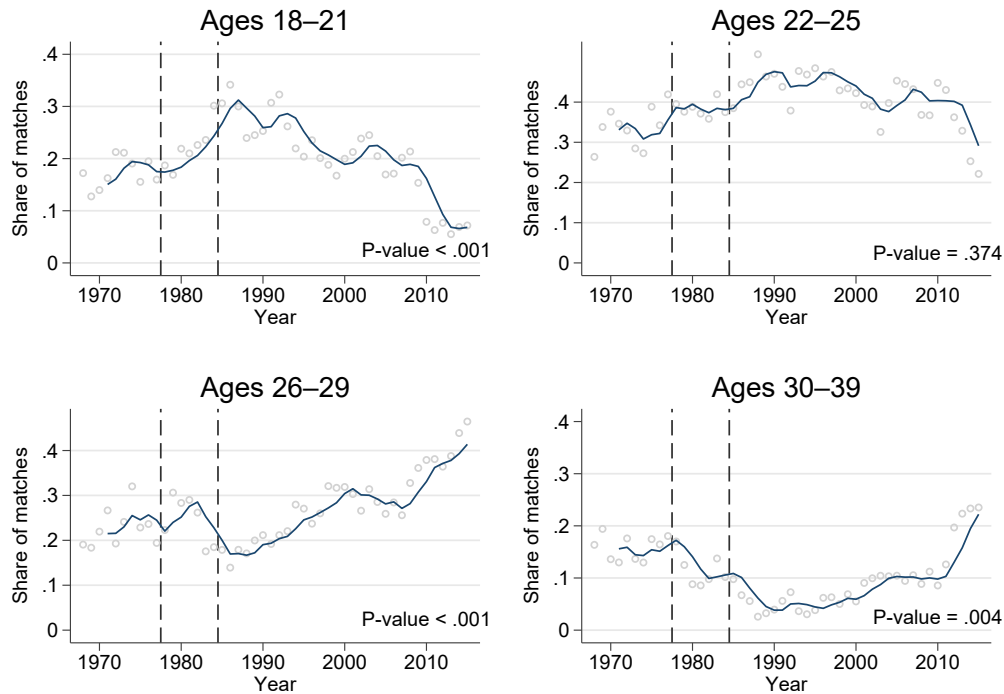 Ages 18–21
Share of matches
.4
.3
.2
.1
0
P-value < .001
1970 1980 1990 2000 2010
Year
Ages 22–25
Share of matches
.4
.3
.2
.1
0
P-value = .374
1970 1980 1990 2000 2010
Year
Ages 26–29
Share of matches
.4
.3
.2
.1
0
P-value < .001
1970 1980 1990 2000 2010
Year
Ages 30–39
Share of matches
.4
.3
.2
.1
0
P-value = .004
1970 1980 1990 2000 2010
Year